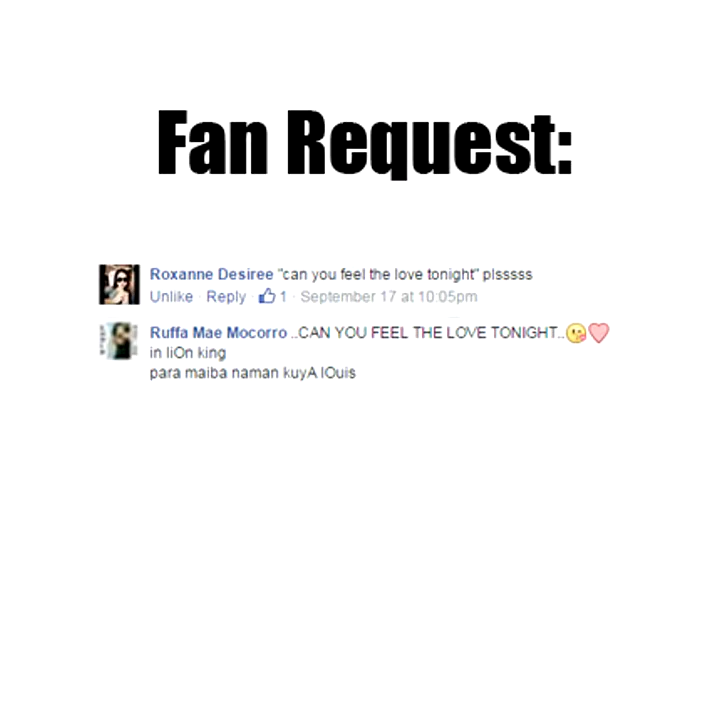 Fan Request:
Roxanne Desiree "can you feel the love tonight" plsssss
Unlike · Reply · 1 · September 17 at 10:05pm
Ruffa Mae Mocorro ..CAN YOU FEEL THE LOVE TONIGHT..😘❤
in liOn king
para maiba naman kuyA lOuis